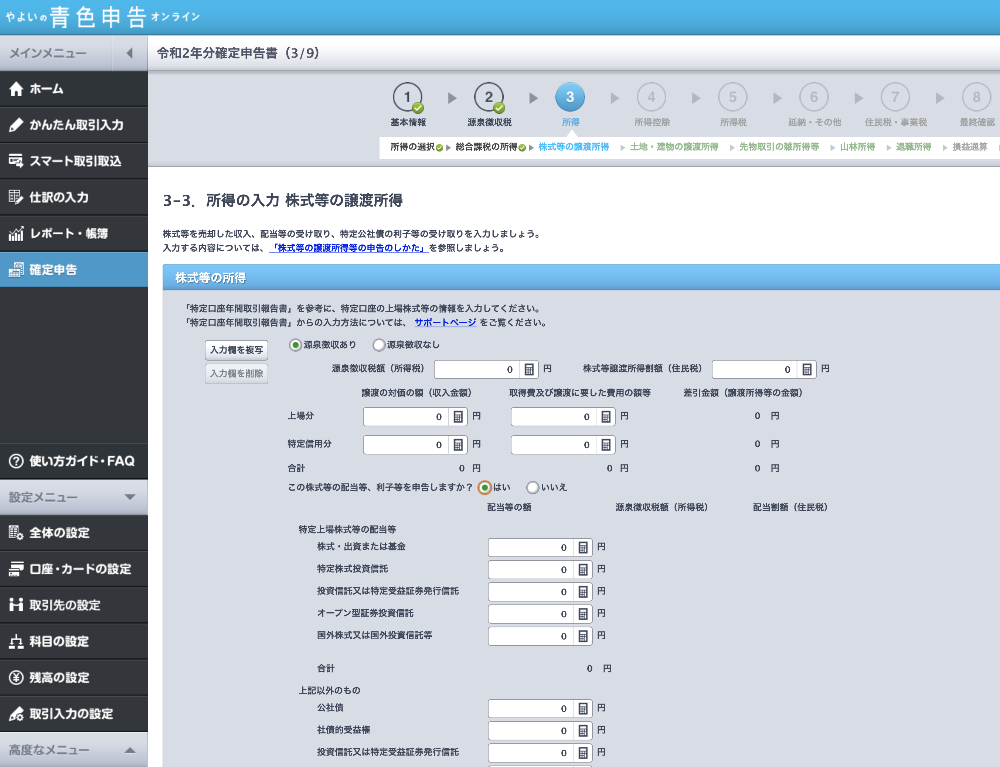 やよいの青色申告オンライン
メインメニュー
ホーム
かんたん取引入力
スマート取引取込
仕訳の入力
レポート・帳簿
確定申告
使い方ガイド・FAQ
設定メニュー
全体の設定
口座・カードの設定
取引先の設定
科目の設定
残高の設定
取引入力の設定
高度なメニュー
令和2年分確定申告書（3/9）
1 2 3 4 5 6 7 8
基本情報 源泉徴収税 所得 所得控除 所得税 延納・その他 住民税・事業税 最終確認
所得の選択 総合課税の所得 株式等の譲渡所得 土地・建物の譲渡所得 先物取引の雑所得等 山林所得 退職所得 損益通算
3-3．所得の入力 株式等の譲渡所得
株式等を売却した収入、配当等の受け取り、特定公社債の利子等の受け取りを入力しましょう。
入力する内容については、「株式等の譲渡所得等の申告のしかた」を参照しましょう。
株式等の所得
「特定口座年間取引報告書」を参考に、特定口座の上場株式等の情報を入力してください。
「特定口座年間取引報告書」からの入力方法については、 サポートページ をご覧ください。
入力欄を複写 源泉徴収あり 源泉徴収なし
入力欄を削除 源泉徴収税額（所得税） 0 円 株式等譲渡所得割額（住民税） 0 円
譲渡の対価の額（収入金額） 取得費及び譲渡に要した費用の額等 差引金額（譲渡所得等の金額）
上場分 0 円 0 円 0 円
特定信用分 0 円 0 円 0 円
合計 0 円 0 円 0 円
この株式等の配当等、利子等を申告しますか？ はい いいえ
配当等の額 源泉徴収税額（所得税） 配当割額（住民税）
特定上場株式等の配当等
株式・出資または基金 0 円
特定株式投資信託 0 円
投資信託又は特定受益証券発行信託 0 円
オープン型証券投資信託 0 円
国外株式又は国外投資信託等 0 円
合計 0 円
上記以外のもの
公社債 0 円
社債的受益権 0 円
投資信託又は特定受益証券発行信託 0 円